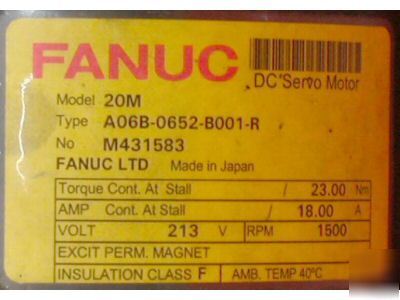 FANUC
DC Servo Motor
Model 20M
Type A06B-0652-B001-R
No M431583
FANUC LTD Made in Japan
Torque Cont. At Stall / 23.00 Nm
AMP Cont. At Stall / 18.00 A
VOLT 213 V RPM 1500
EXCIT PERM. MAGNET
INSULATION CLASS F AMB. TEMP 40°C